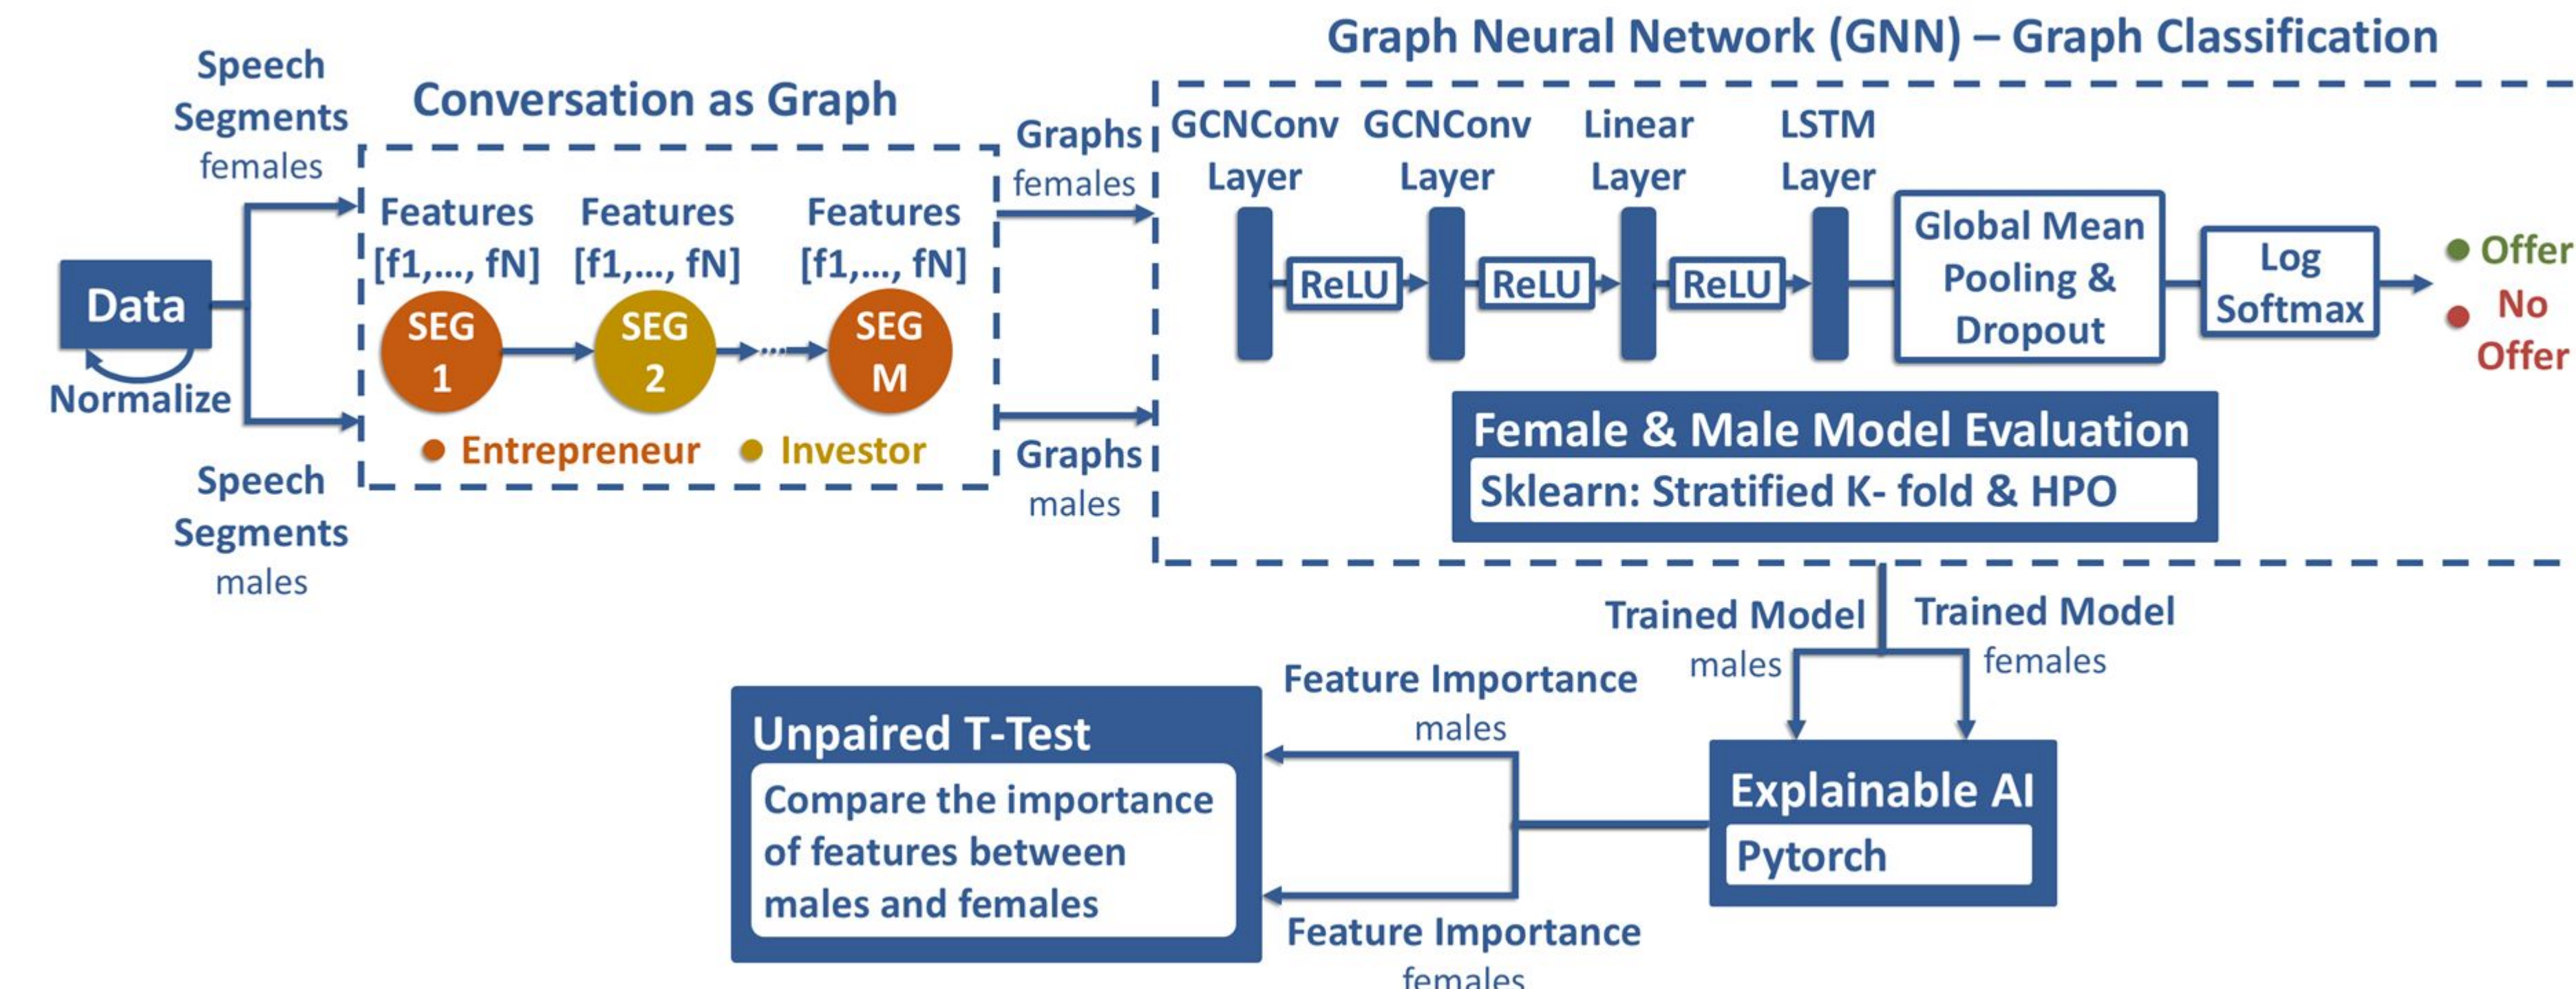 Graph Neural Network (GNN) – Graph Classification
Speech
Segments
females
Conversation as Graph
Graphs
females
GCNConv
Layer
GCNConv
Layer
Linear
Layer
LSTM
Layer
Features
[f1,..., fN]
Features
[f1,..., fN]
Features
[f1,..., fN]
Data
Normalize
SEG
1
SEG
2
...
SEG
M
Entrepreneur
Investor
Speech
Segments
males
Graphs
males
ReLU
ReLU
ReLU
Global Mean
Pooling &
Dropout
Log
Softmax
Offer
No
Offer
Female & Male Model Evaluation
Sklearn: Stratified K- fold & HPO
Trained Model
males
Trained Model
females
Explainable AI
Pytorch
Feature Importance
males
Feature Importance
females
Unpaired T-Test
Compare the importance
of features between
males and females